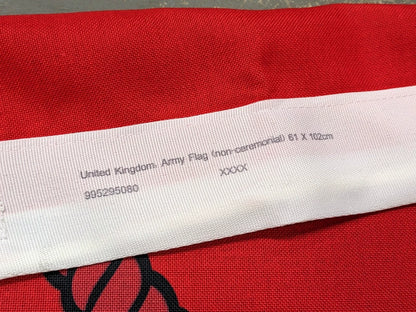 United Kingdom. Army Flag (non-ceremonial) 61 X 102cm
995295080 XXXX